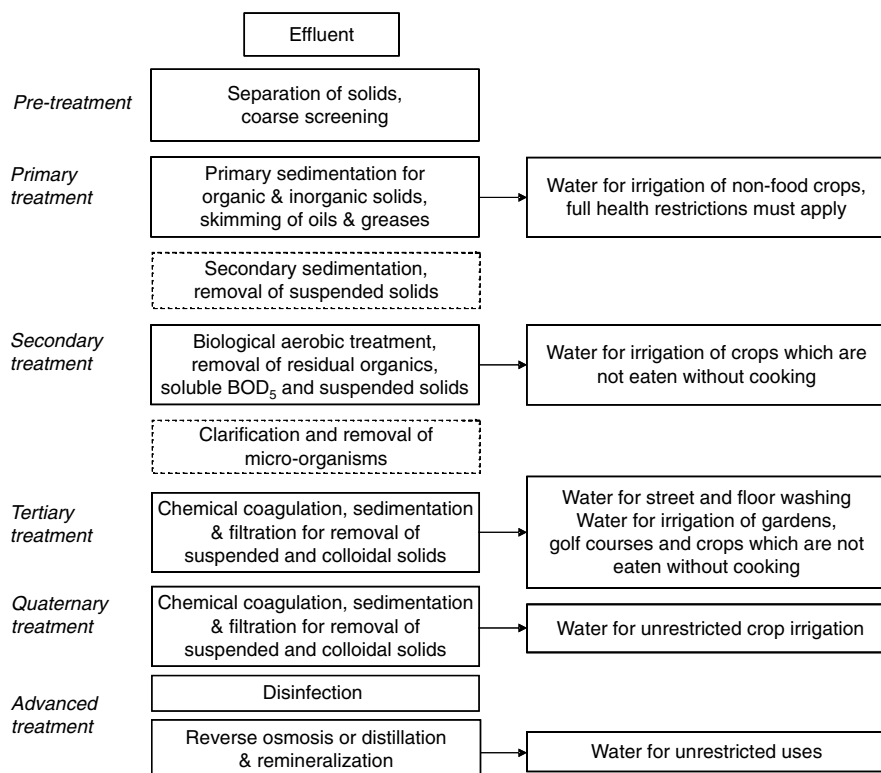 Effluent
Pre-treatment
Separation of solids,
coarse screening
Primary
treatment
Primary sedimentation for
organic & inorganic solids,
skimming of oils & greases
Water for irrigation of non-food crops,
full health restrictions must apply
Secondary sedimentation,
removal of suspended solids
Secondary
treatment
Biological aerobic treatment,
removal of residual organics,
soluble BOD₅ and suspended solids
Water for irrigation of crops which are
not eaten without cooking
Clarification and removal of
micro-organisms
Tertiary
treatment
Chemical coagulation, sedimentation
& filtration for removal of
suspended and colloidal solids
Water for street and floor washing
Water for irrigation of gardens,
golf courses and crops which are not
eaten without cooking
Quaternary
treatment
Chemical coagulation, sedimentation
& filtration for removal of
suspended and colloidal solids
Water for unrestricted crop irrigation
Advanced
treatment
Disinfection
Reverse osmosis or distillation
& remineralization
Water for unrestricted uses